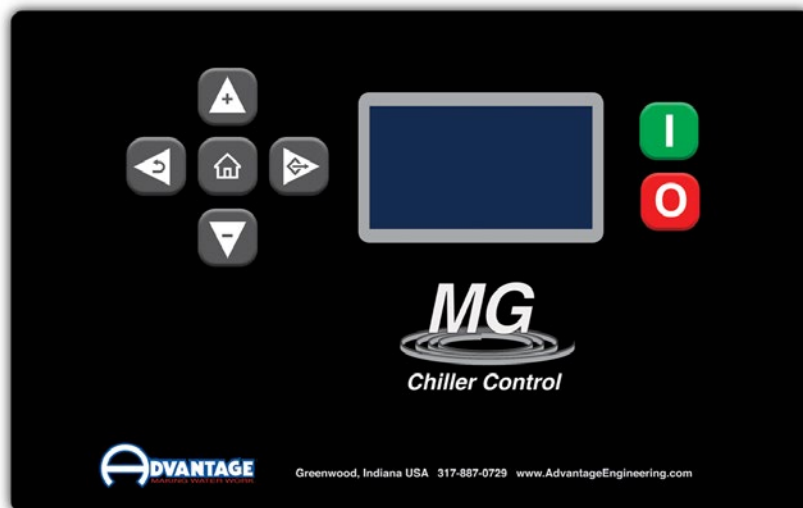 +
-
I
O
MG
Chiller Control
ADVANTAGE
MAKING WATER WORK
Greenwood, Indiana USA 317-887-0729 www.AdvantageEngineering.com